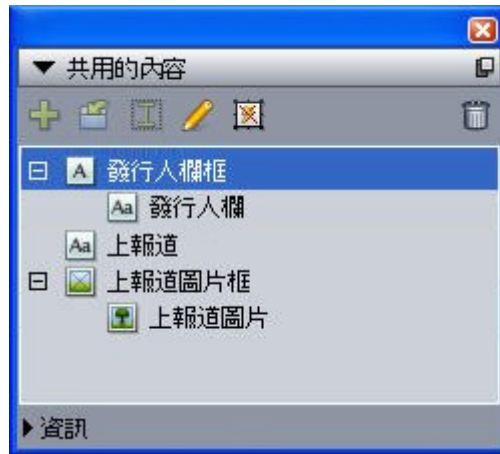 共用的內容
發行人欄框
發行人欄
上報道
上報道圖片框
上報道圖片
資訊